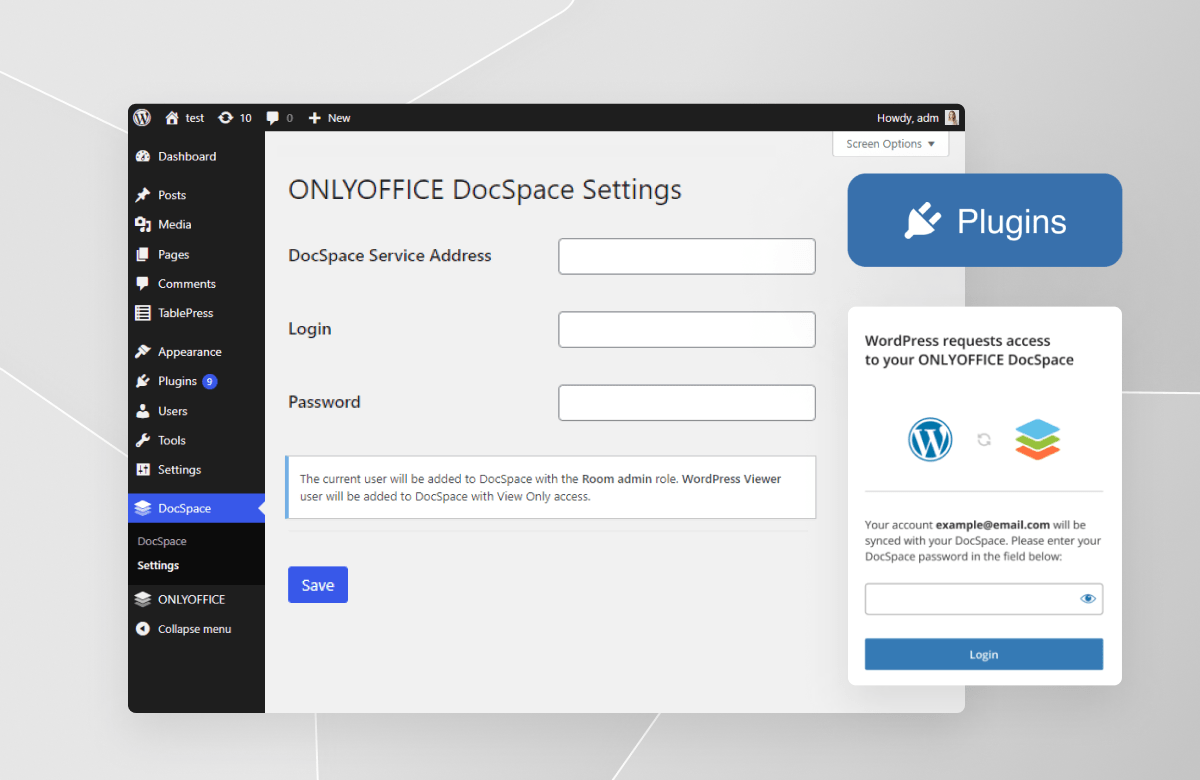 test 10 0 New Howdy, adm
Screen Options
Dashboard
Posts
Media
Pages
Comments
TablePress
Appearance
Plugins 9
Users
Tools
Settings
DocSpace
DocSpace
Settings
ONLYOFFICE
Collapse menu
ONLYOFFICE DocSpace Settings
DocSpace Service Address
Login
Password
The current user will be added to DocSpace with the Room admin role. WordPress Viewer
user will be added to DocSpace with View Only access.
Save
Plugins
WordPress requests access
to your ONLYOFFICE DocSpace
Your account example@email.com will be
synced with your DocSpace. Please enter your
DocSpace password in the field below:
Login